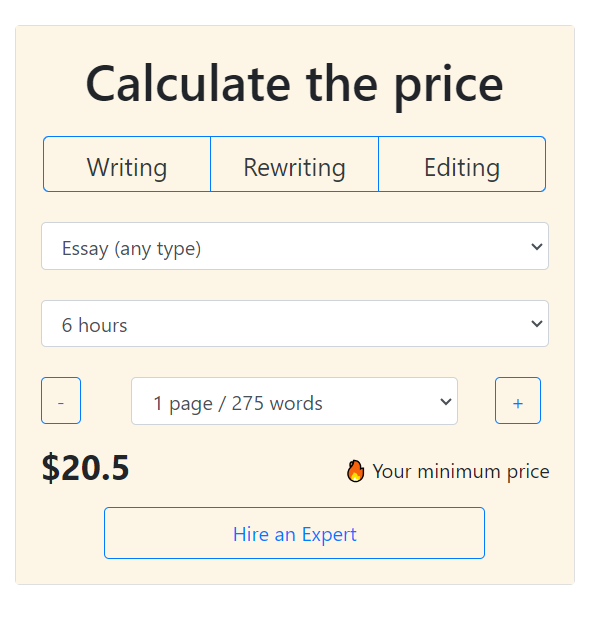 Calculate the price
Writing Rewriting Editing
Essay (any type)
6 hours
- 1 page / 275 words +
$20.5 🔥 Your minimum price
Hire an Expert